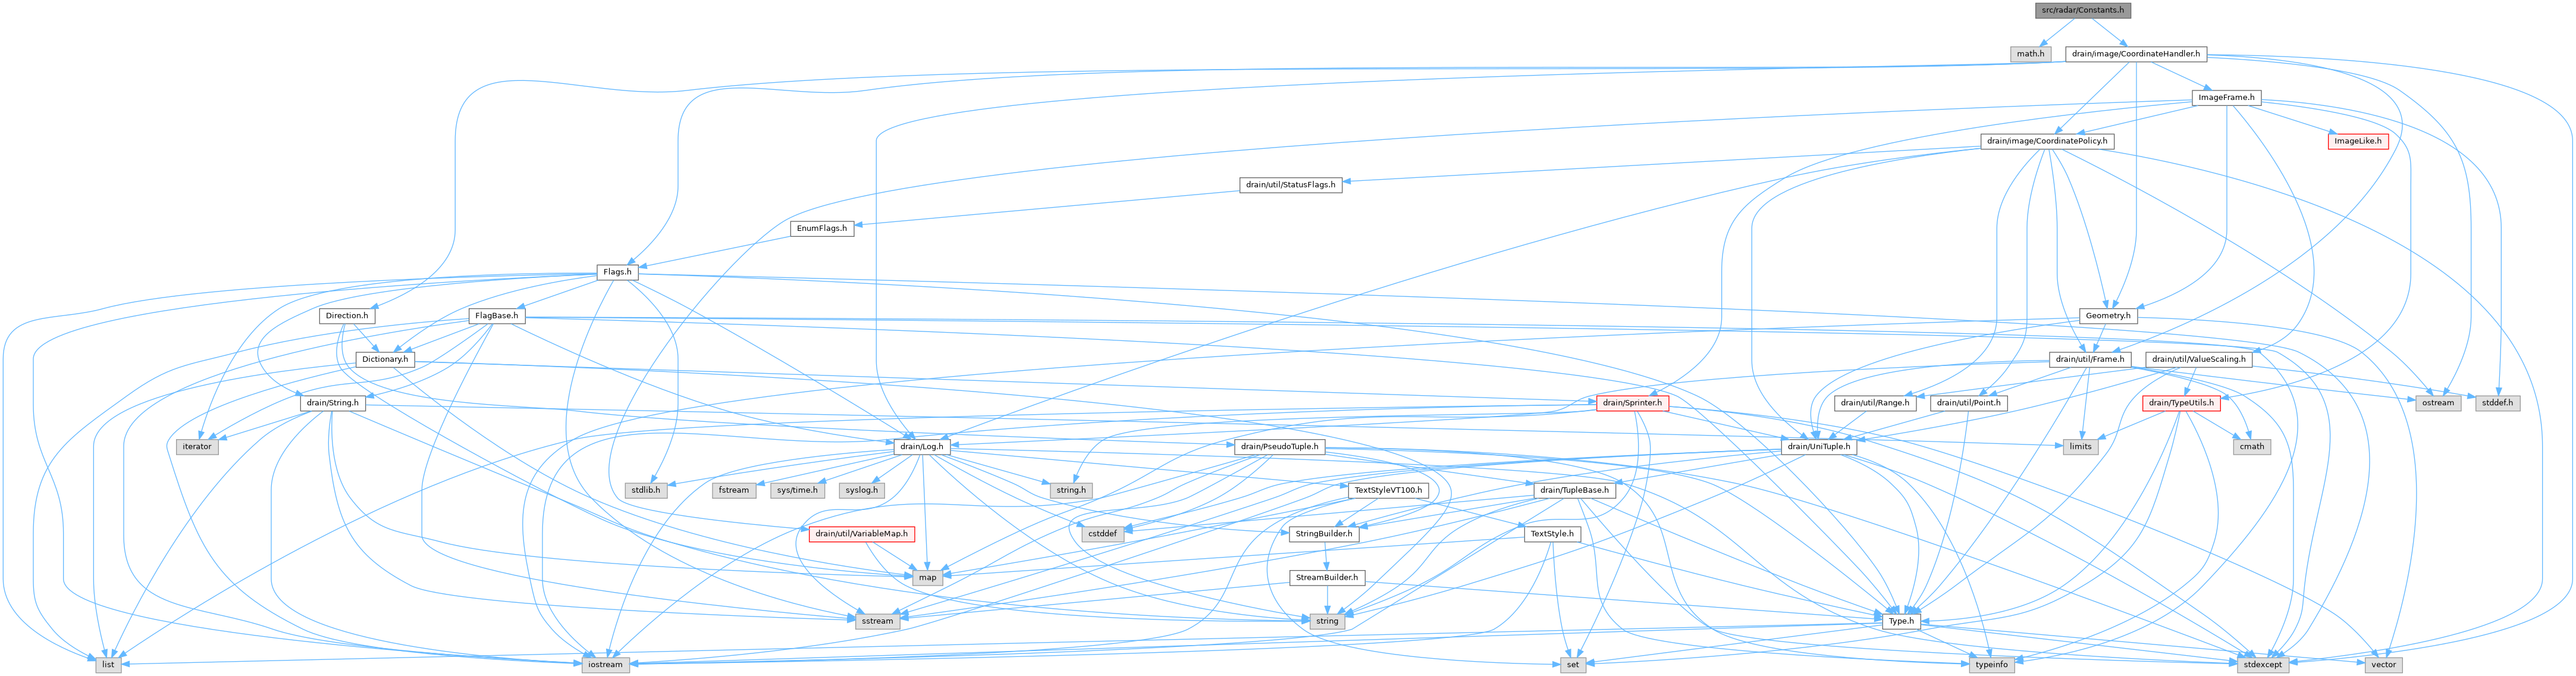 src/radar/Constants.h
math.h
drain/image/CoordinateHandler.h
ImageFrame.h
drain/image/CoordinatePolicy.h
ImageLike.h
drain/util/StatusFlags.h
EnumFlags.h
Flags.h
Direction.h
FlagBase.h
Geometry.h
Dictionary.h
drain/util/Frame.h
drain/util/ValueScaling.h
drain/String.h
drain/Sprinter.h
drain/util/Range.h
drain/util/Point.h
drain/TypeUtils.h
ostream
stddef.h
iterator
drain/Log.h
drain/PseudoTuple.h
drain/UniTuple.h
limits
cmath
stdlib.h
fstream
sys/time.h
syslog.h
string.h
TextStyleVT100.h
drain/TupleBase.h
drain/util/VariableMap.h
cstddef
StringBuilder.h
TextStyle.h
map
StreamBuilder.h
sstream
string
Type.h
list
iostream
set
typeinfo
stdexcept
vector